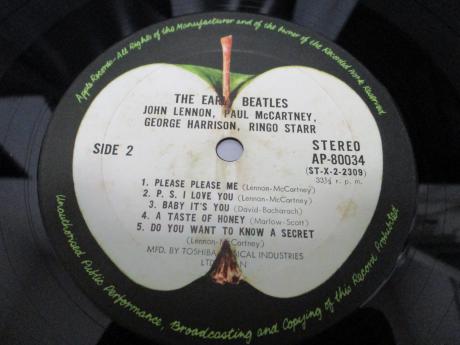 Apple Records-All Rights of the Manufacturer and of the Owner of the Recorded Work Reserved
THE EARLY BEATLES
JOHN LENNON, PAUL McCARTNEY,
GEORGE HARRISON, RINGO STARR
SIDE 2
STEREO
AP-80034
(ST-X-2-2309)
33⅓ r. p. m.
1. PLEASE PLEASE ME (Lennon-McCartney)
2. P. S. I LOVE YOU (Lennon-McCartney)
3. BABY IT'S YOU (David-Bacharach)
4. A TASTE OF HONEY (Marlow-Scott)
5. DO YOU WANT TO KNOW A SECRET
(Lennon-McCartney)
MFD. BY TOSHIBA MUSICAL INDUSTRIES
LTD.
Unauthorized Public Performance, Broadcasting and Copying of this Record Prohibited